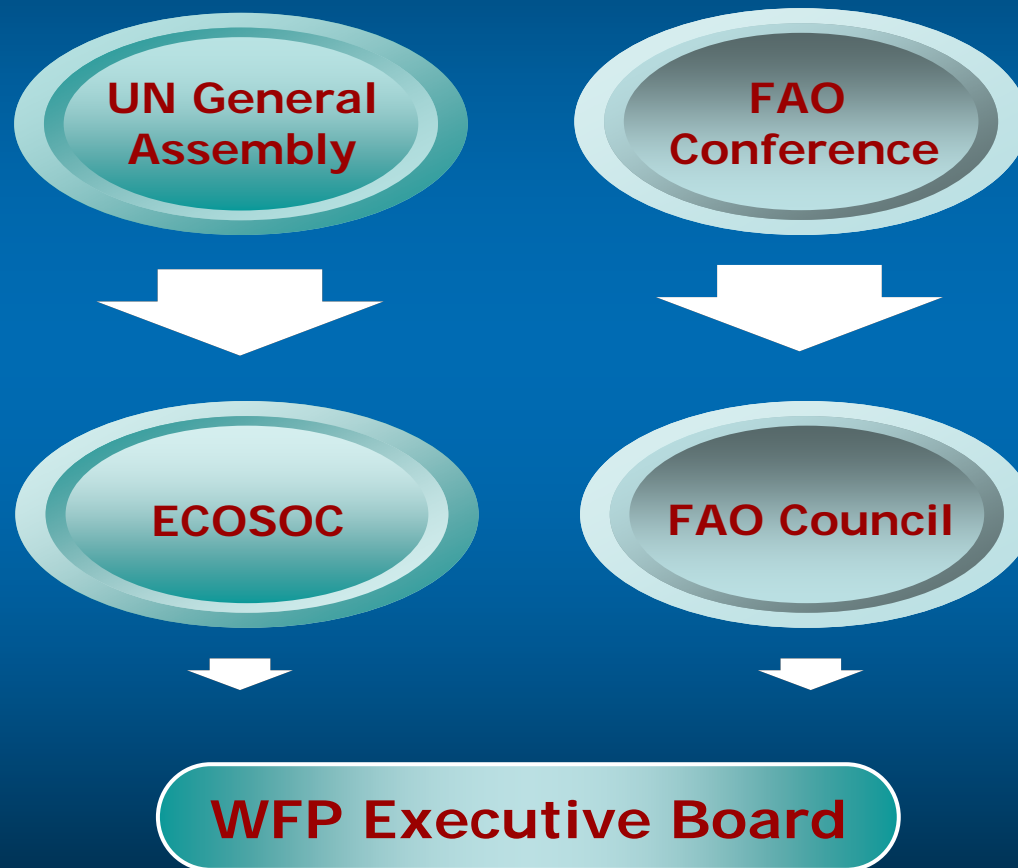 UN General
Assembly
FAO
Conference
ECOSOC
FAO Council
WFP Executive Board